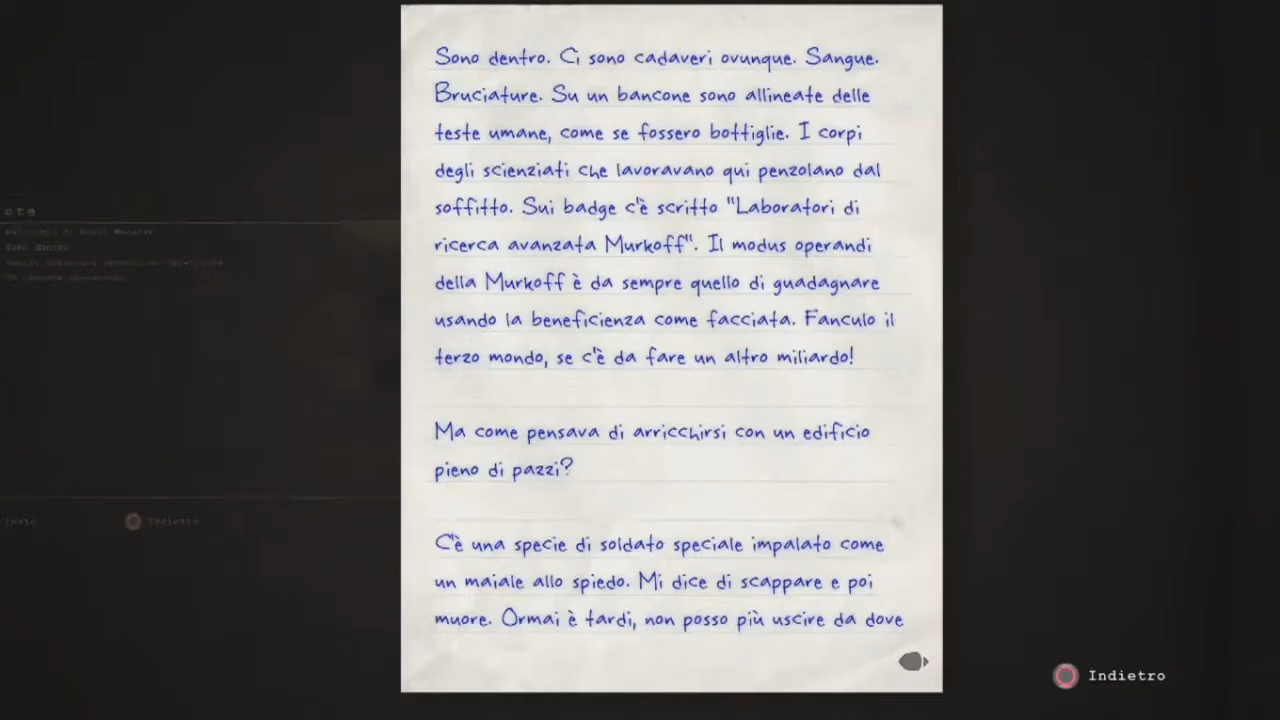 Sono dentro. Ci sono cadaveri ovunque. Sangue.
Bruciature. Su un bancone sono allineate delle
teste umane, come se fossero bottiglie. I corpi
degli scienziati che lavoravano qui penzolano dal
soffitto. Sui badge c'è scritto "Laboratori di
ricerca avanzata Murkoff". Il modus operandi
della Murkoff è da sempre quello di guadagnare
usando la beneficienza come facciata. Fanculo il
terzo mondo, se c'è da fare un altro miliardo!
Ma come pensava di arricchirsi con un edificio
pieno di pazzi?
C'è una specie di soldato speciale impalato come
un maiale allo spiedo. Mi dice di scappare e poi
muore. Ormai è tardi, non posso più uscire da dove
ote
Sono dentro
Indietro
Indietro